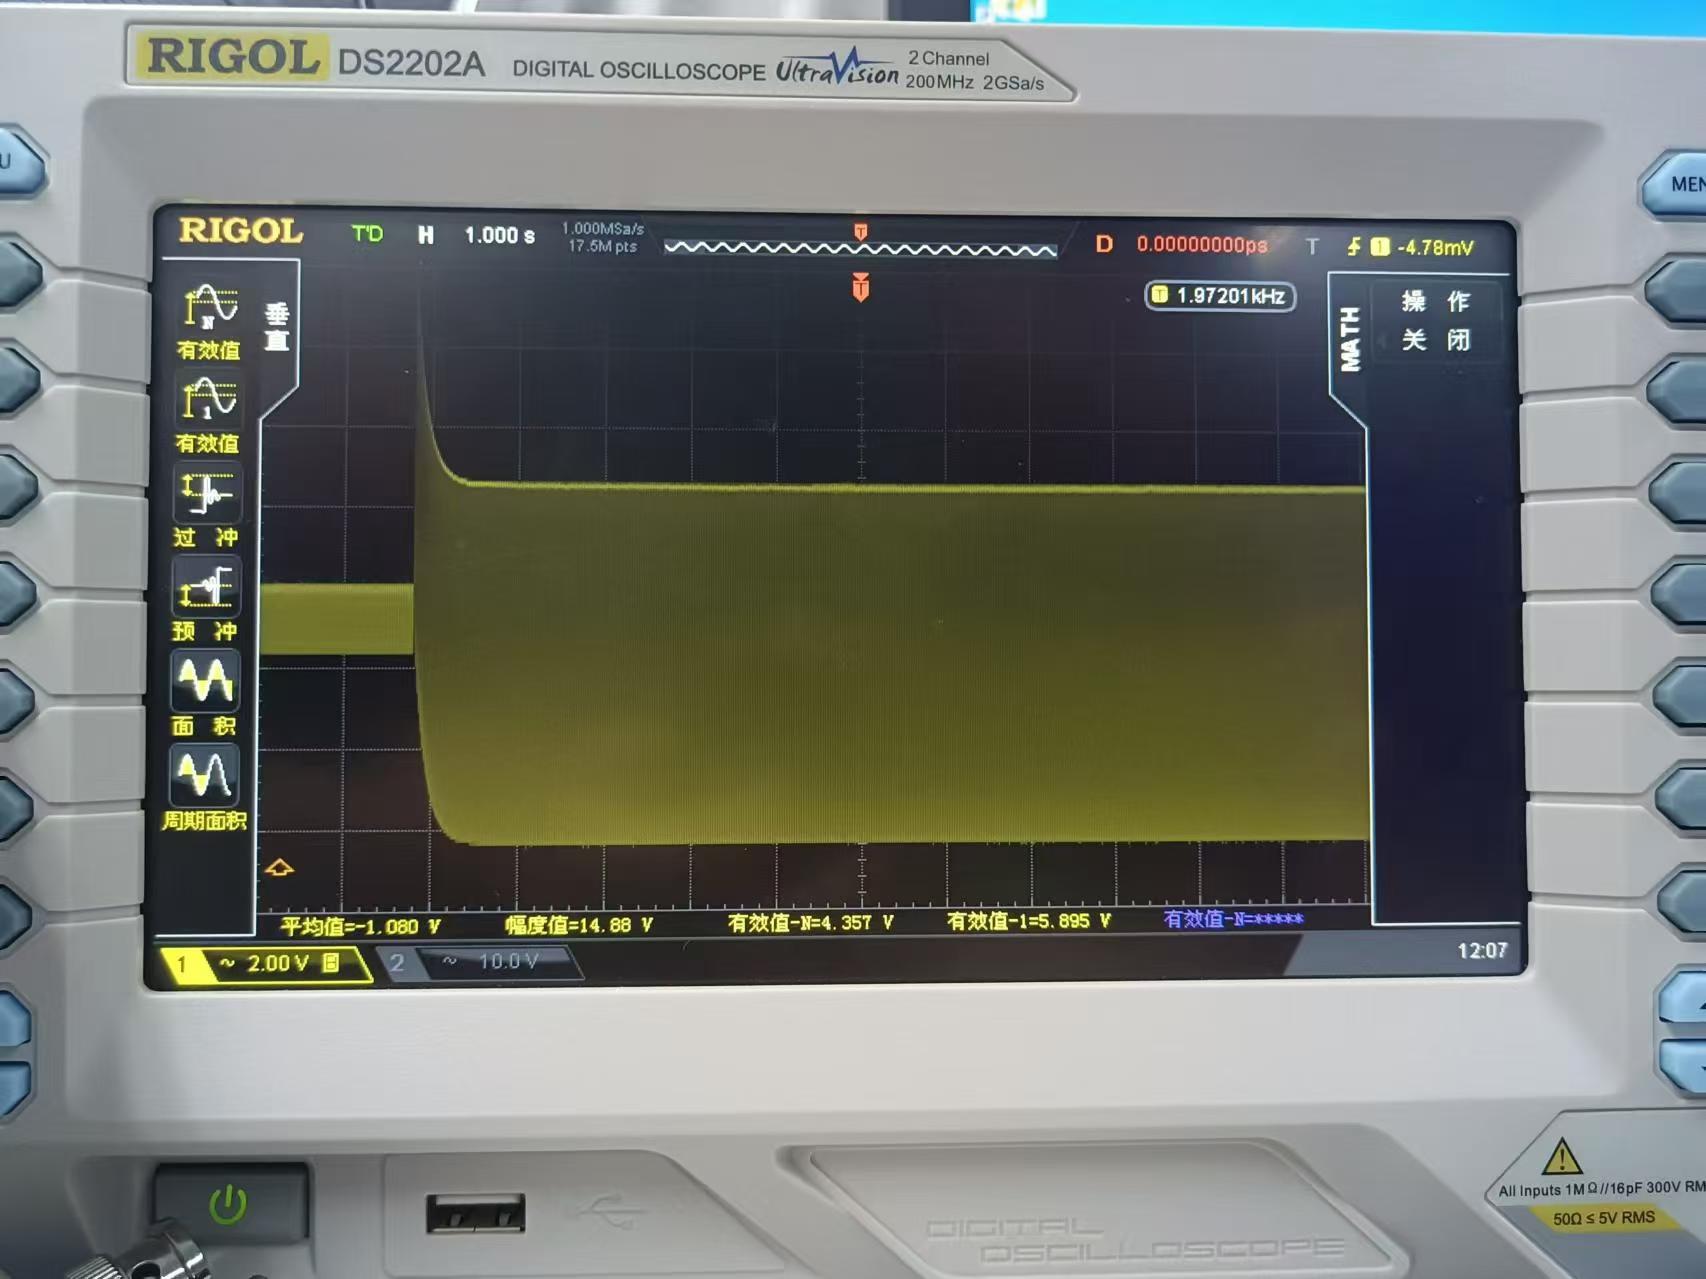 RIGOL DS2202A DIGITAL OSCILLOSCOPE UltraVision 2 Channel 200MHz 2GSa/s
U
MEN
RIGOL T'D H 1.000 s 1.000MSa/s 17.5M pts T D 0.00000000ps T 1 -4.78mV
T
T 1.97201kHz
垂直
N
有效值
1
有效值
过 冲
预 冲
面 积
周期面积
MATH
操 作
关 闭
平均值=-1.080 V 幅度值=14.88 V 有效值-N=4.357 V 有效值-1=5.895 V 有效值-N=*****
1 ~ 2.00 V B 2 ~ 10.0 V
12:07
DIGITAL
OSCILLOSCOPE
All Inputs 1MΩ//16pF 300V RM
50Ω ≤ 5V RMS